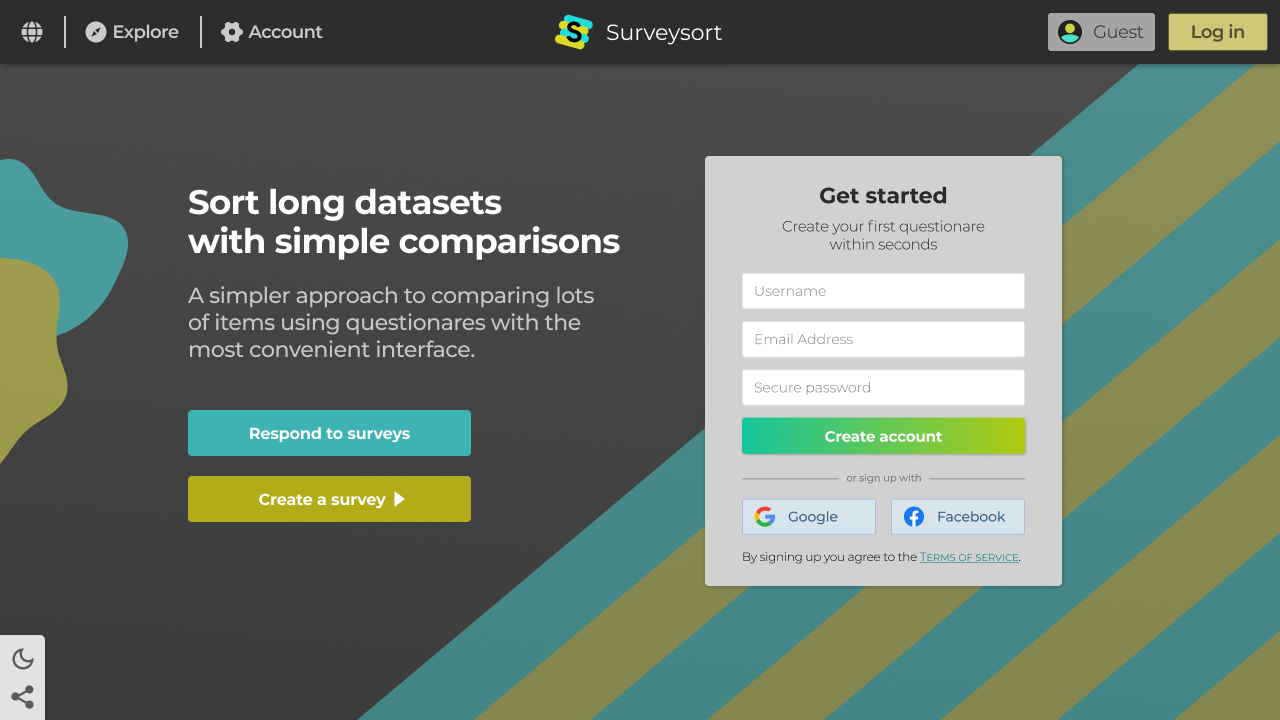 Explore
Account
S
Surveysort
Guest
Log in
Sort long datasets
with simple comparisons
A simpler approach to comparing lots
of items using questionares with the
most convenient interface.
Respond to surveys
Create a survey
Get started
Create your first questionare
within seconds
Username
Email Address
Secure password
Create account
or sign up with
Google
Facebook
By signing up you agree to the TERMS OF SERVICE.